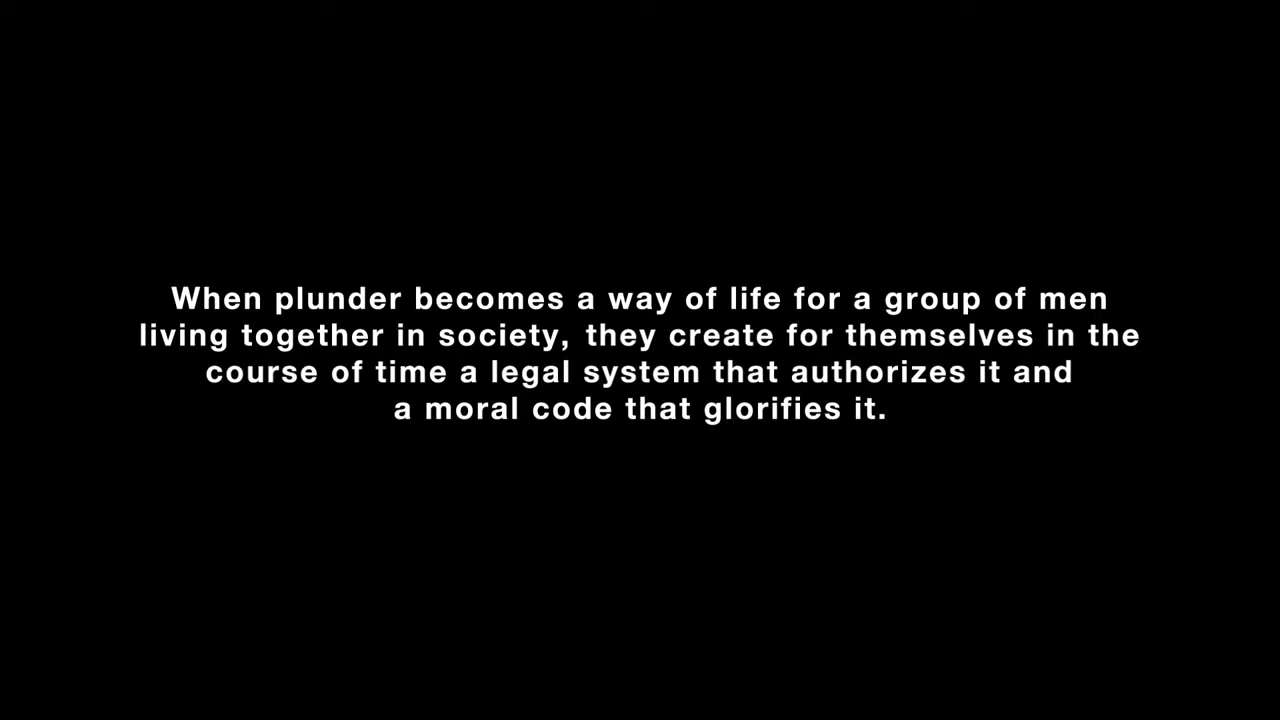 When plunder becomes a way of life for a group of men
living together in society, they create for themselves in the
course of time a legal system that authorizes it and
a moral code that glorifies it.